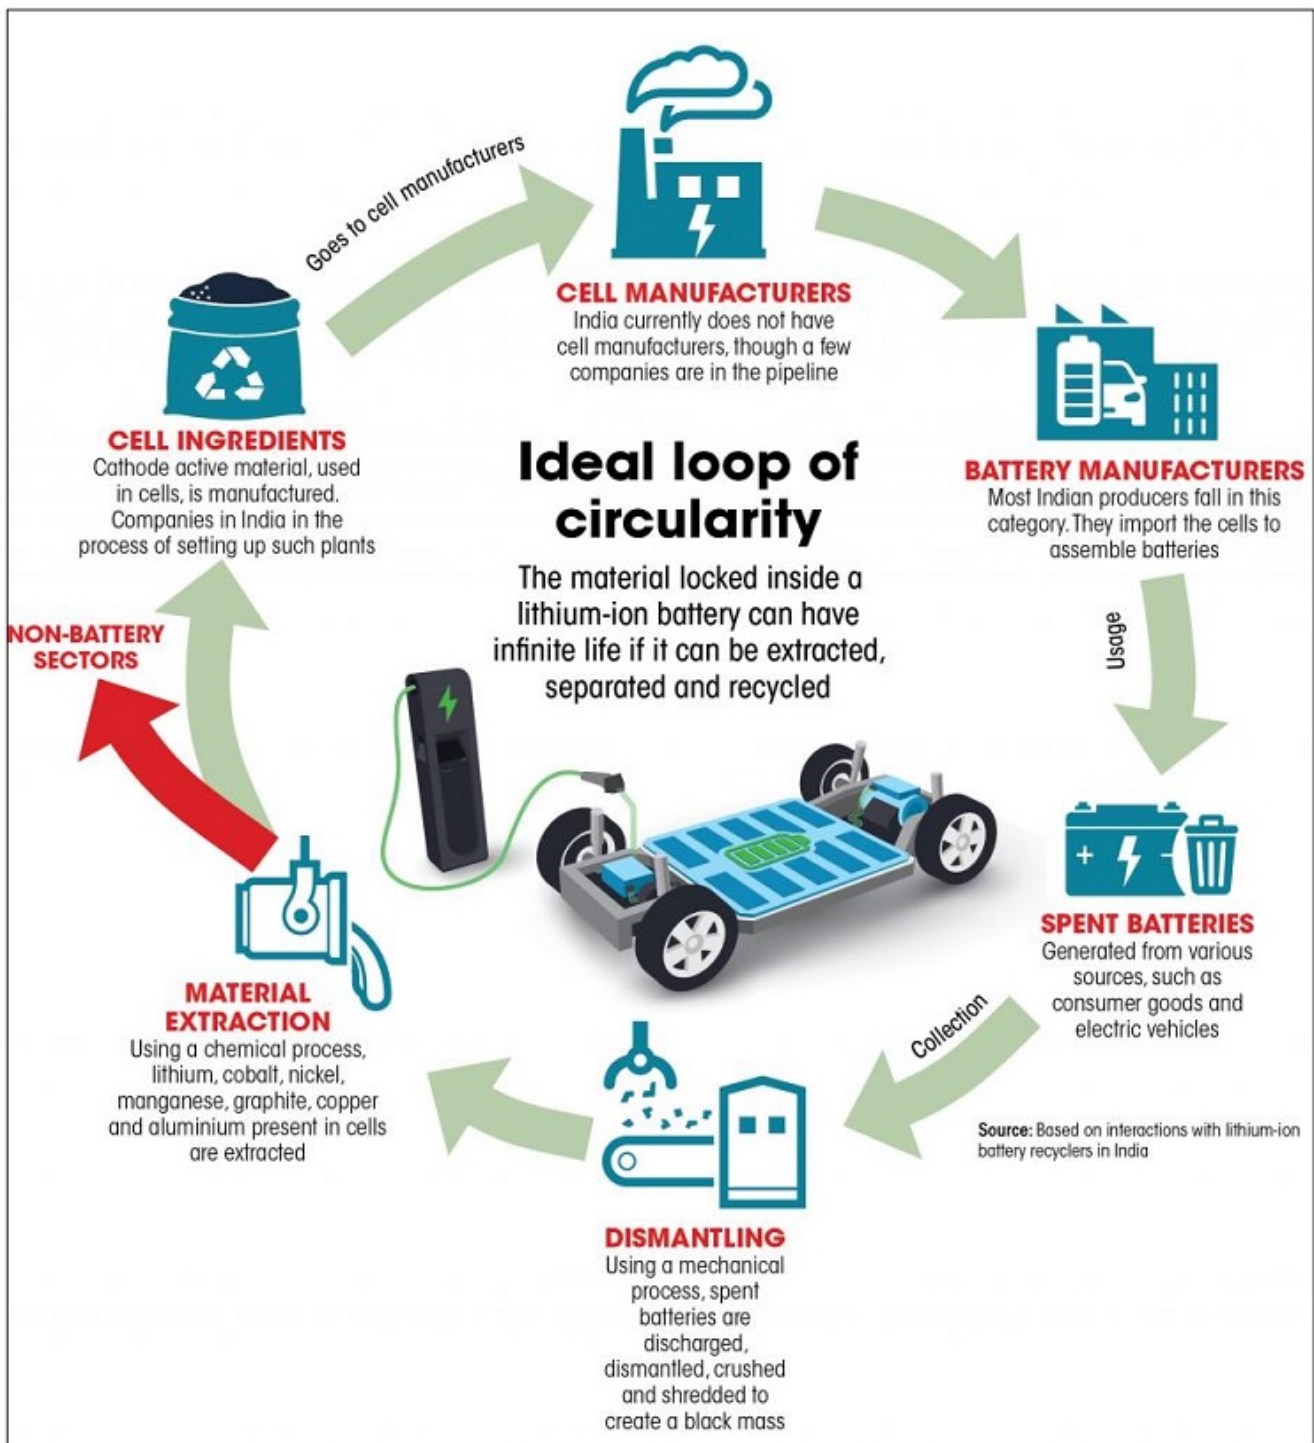 Goes to cell manufacturers
CELL MANUFACTURERS
India currently does not have
cell manufacturers, though a few
companies are in the pipeline
BATTERY MANUFACTURERS
Most Indian producers fall in this
category. They import the cells to
assemble batteries
Usage
SPENT BATTERIES
Generated from various
sources, such as
consumer goods and
electric vehicles
Collection
DISMANTLING
Using a mechanical
process, spent
batteries are
discharged,
dismantled, crushed
and shredded to
create a black mass
MATERIAL
EXTRACTION
Using a chemical process,
lithium, cobalt, nickel,
manganese, graphite, copper
and aluminium present in cells
are extracted
NON-BATTERY
SECTORS
CELL INGREDIENTS
Cathode active material, used
in cells, is manufactured.
Companies in India in the
process of setting up such plants
Ideal loop of
circularity
The material locked inside a
lithium-ion battery can have
infinite life if it can be extracted,
separated and recycled
Source: Based on interactions with lithium-ion
battery recyclers in India